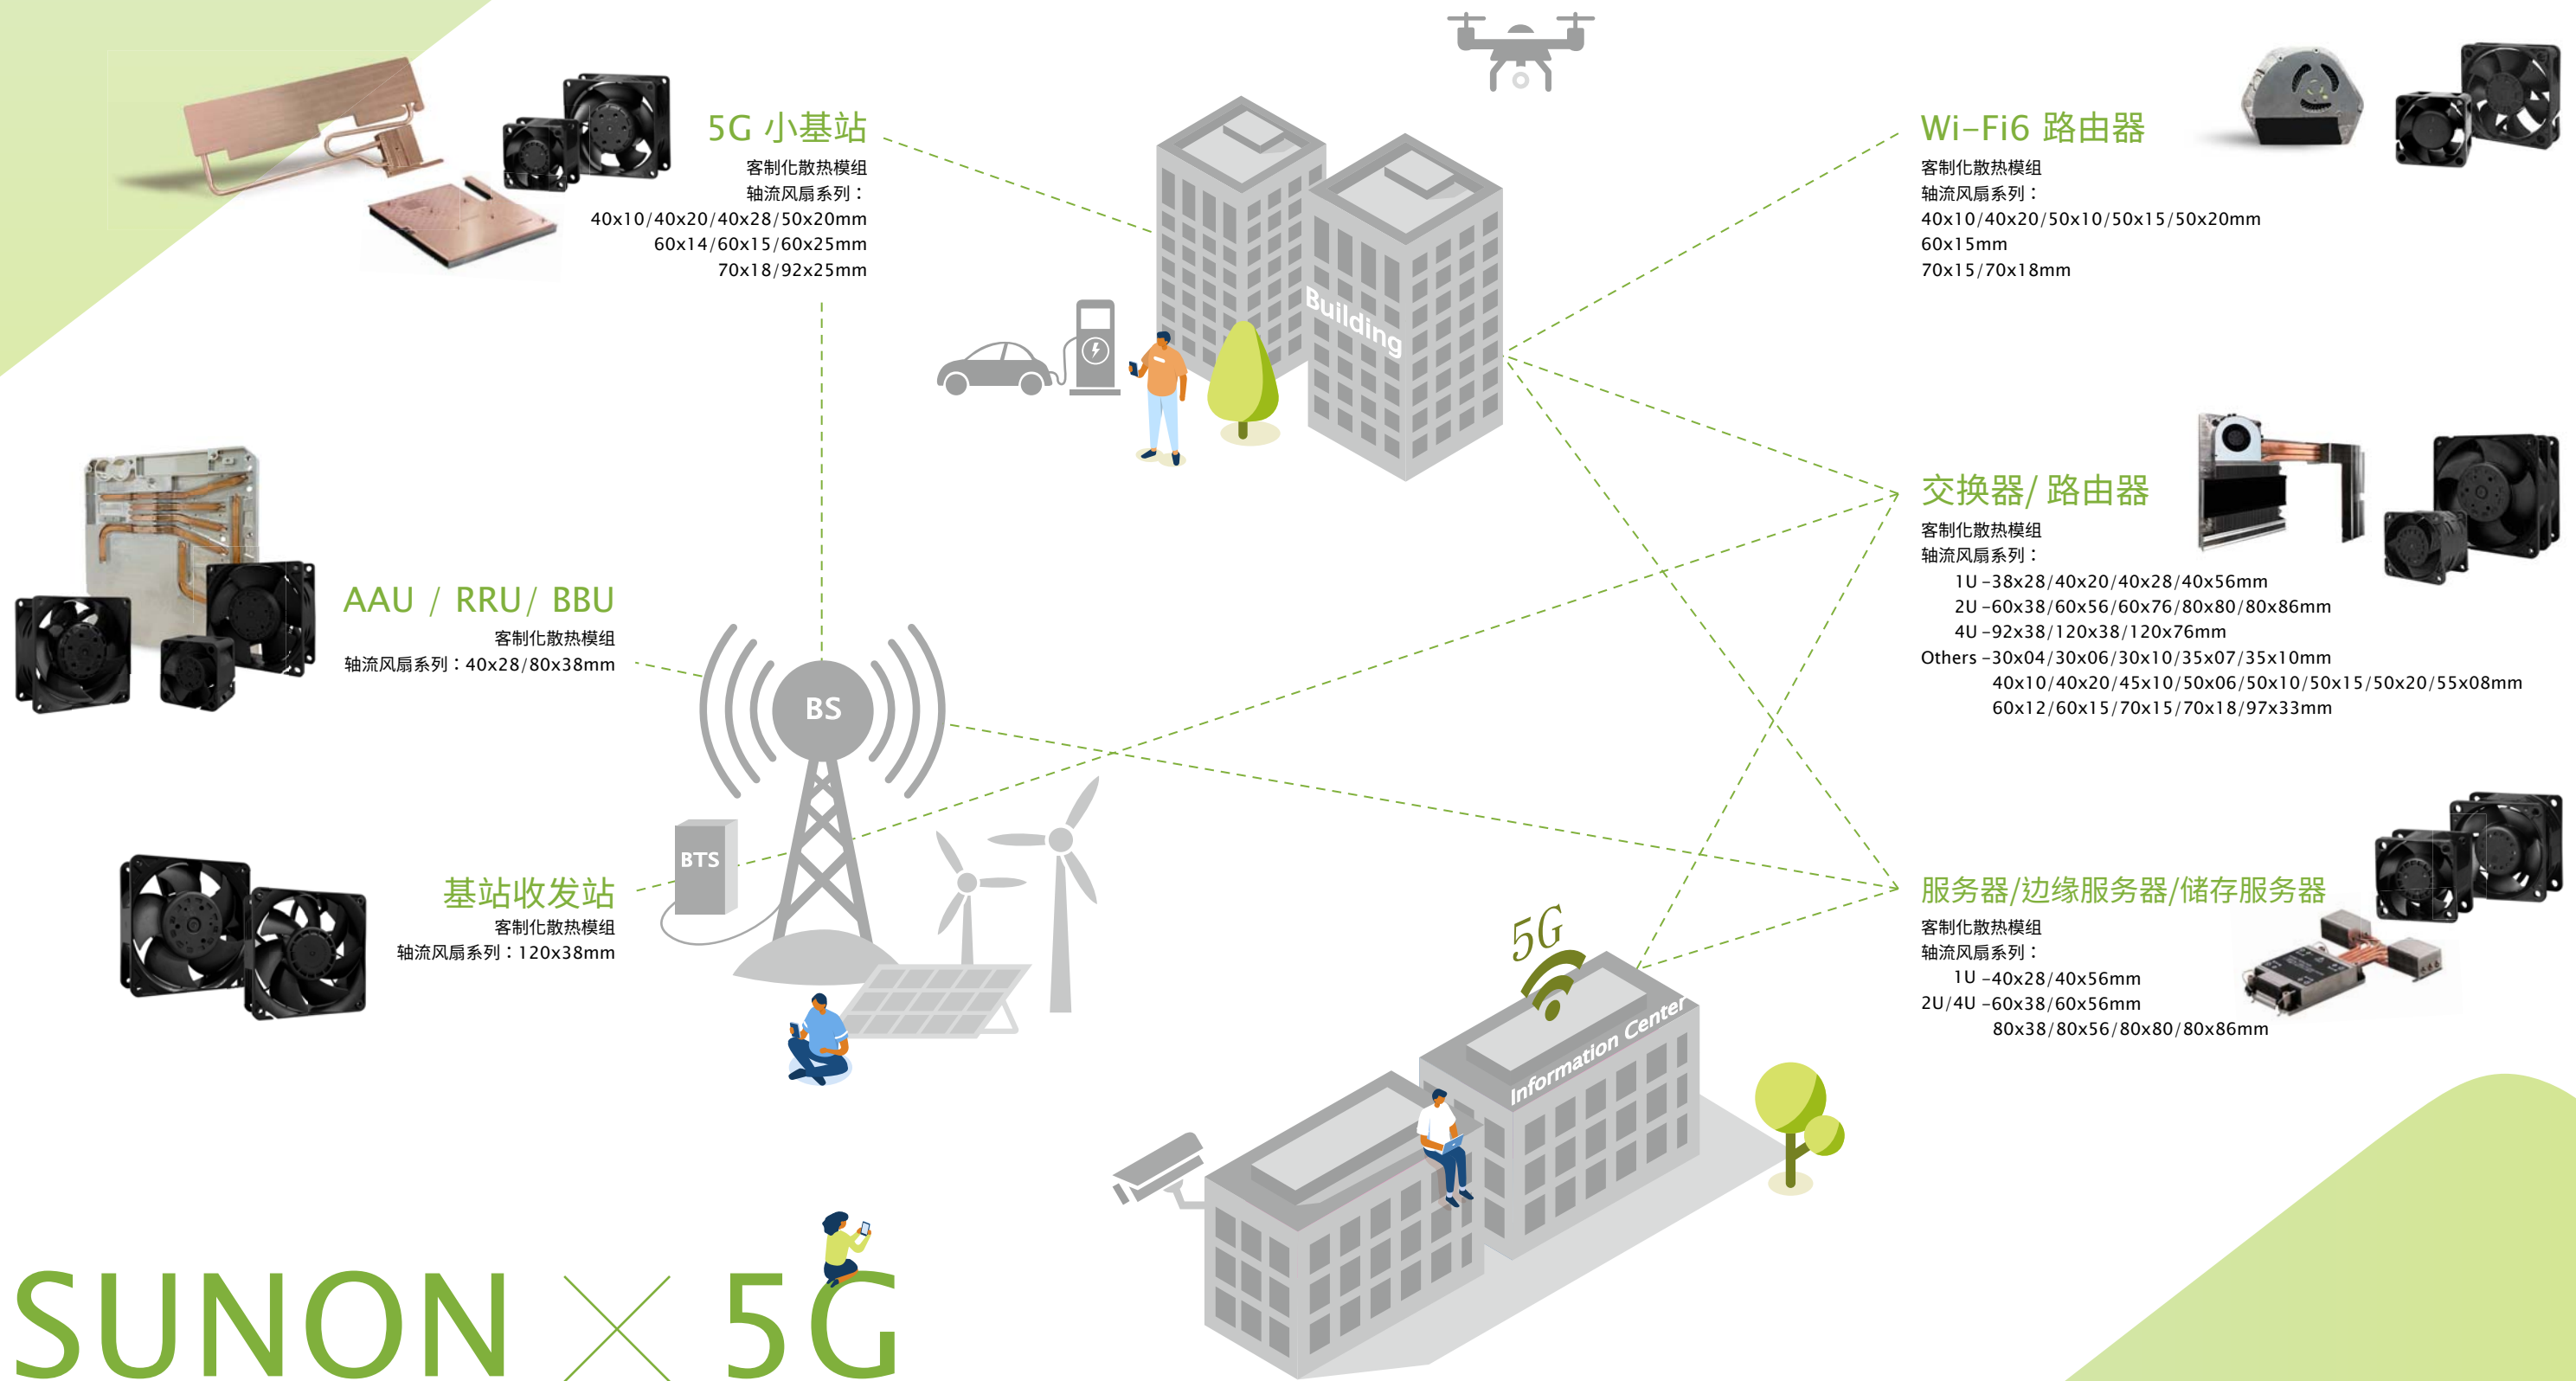 5G 小基站
客制化散热模组
轴流风扇系列：
40x10/40x20/40x28/50x20mm
60x14/60x15/60x25mm
70x18/92x25mm
Wi-Fi6 路由器
客制化散热模组
轴流风扇系列：
40x10/40x20/50x10/50x15/50x20mm
60x15mm
70x15/70x18mm
Building
AAU / RRU/ BBU
客制化散热模组
轴流风扇系列：40x28/80x38mm
交换器/ 路由器
客制化散热模组
轴流风扇系列：
1U -38x28/40x20/40x28/40x56mm
2U -60x38/60x56/60x76/80x80/80x86mm
4U -92x38/120x38/120x76mm
Others -30x04/30x06/30x10/35x07/35x10mm
40x10/40x20/45x10/50x06/50x10/50x15/50x20/55x08mm
60x12/60x15/70x15/70x18/97x33mm
BS
BTS
基站收发站
客制化散热模组
轴流风扇系列：120x38mm
服务器/边缘服务器/储存服务器
客制化散热模组
轴流风扇系列：
1U -40x28/40x56mm
2U/4U -60x38/60x56mm
80x38/80x56/80x80/80x86mm
5G
Information Center
SUNON × 5G